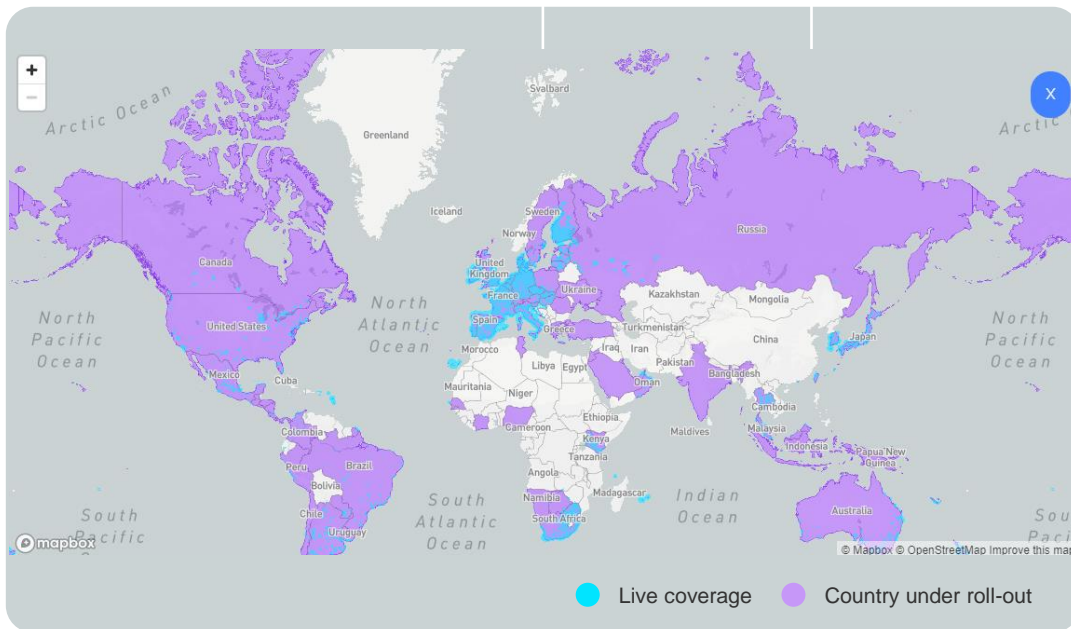 +
−
X
Arctic Ocean
Arctic
Svalbard
Greenland
Iceland
Sweden
Norway
Russia
Canada
United
Kingdom
Ukraine
France
Kazakhstan
Mongolia
North
Pacific
Ocean
United States
North
Atlantic
Ocean
Spain
Greece
Turkmenistan
China
Japan
North
Pacific
Ocean
Morocco
Iraq
Iran
Pakistan
Mexico
Cuba
Mauritania
Libya
Egypt
Oman
Bangladesh
Niger
Cambodia
Colombia
Cameroon
Ethiopia
Maldives
Malaysia
Kenya
Indonesia
Papua New
Guinea
Peru
Brazil
Tanzania
Bolivia
Angola
Madagascar
Indian
Ocean
South
Atlantic
Ocean
Namibia
Australia
Chile
South Africa
Uruguay
South
Pacific
mapbox
© Mapbox © OpenStreetMap Improve this map
Live coverage
Country under roll-out